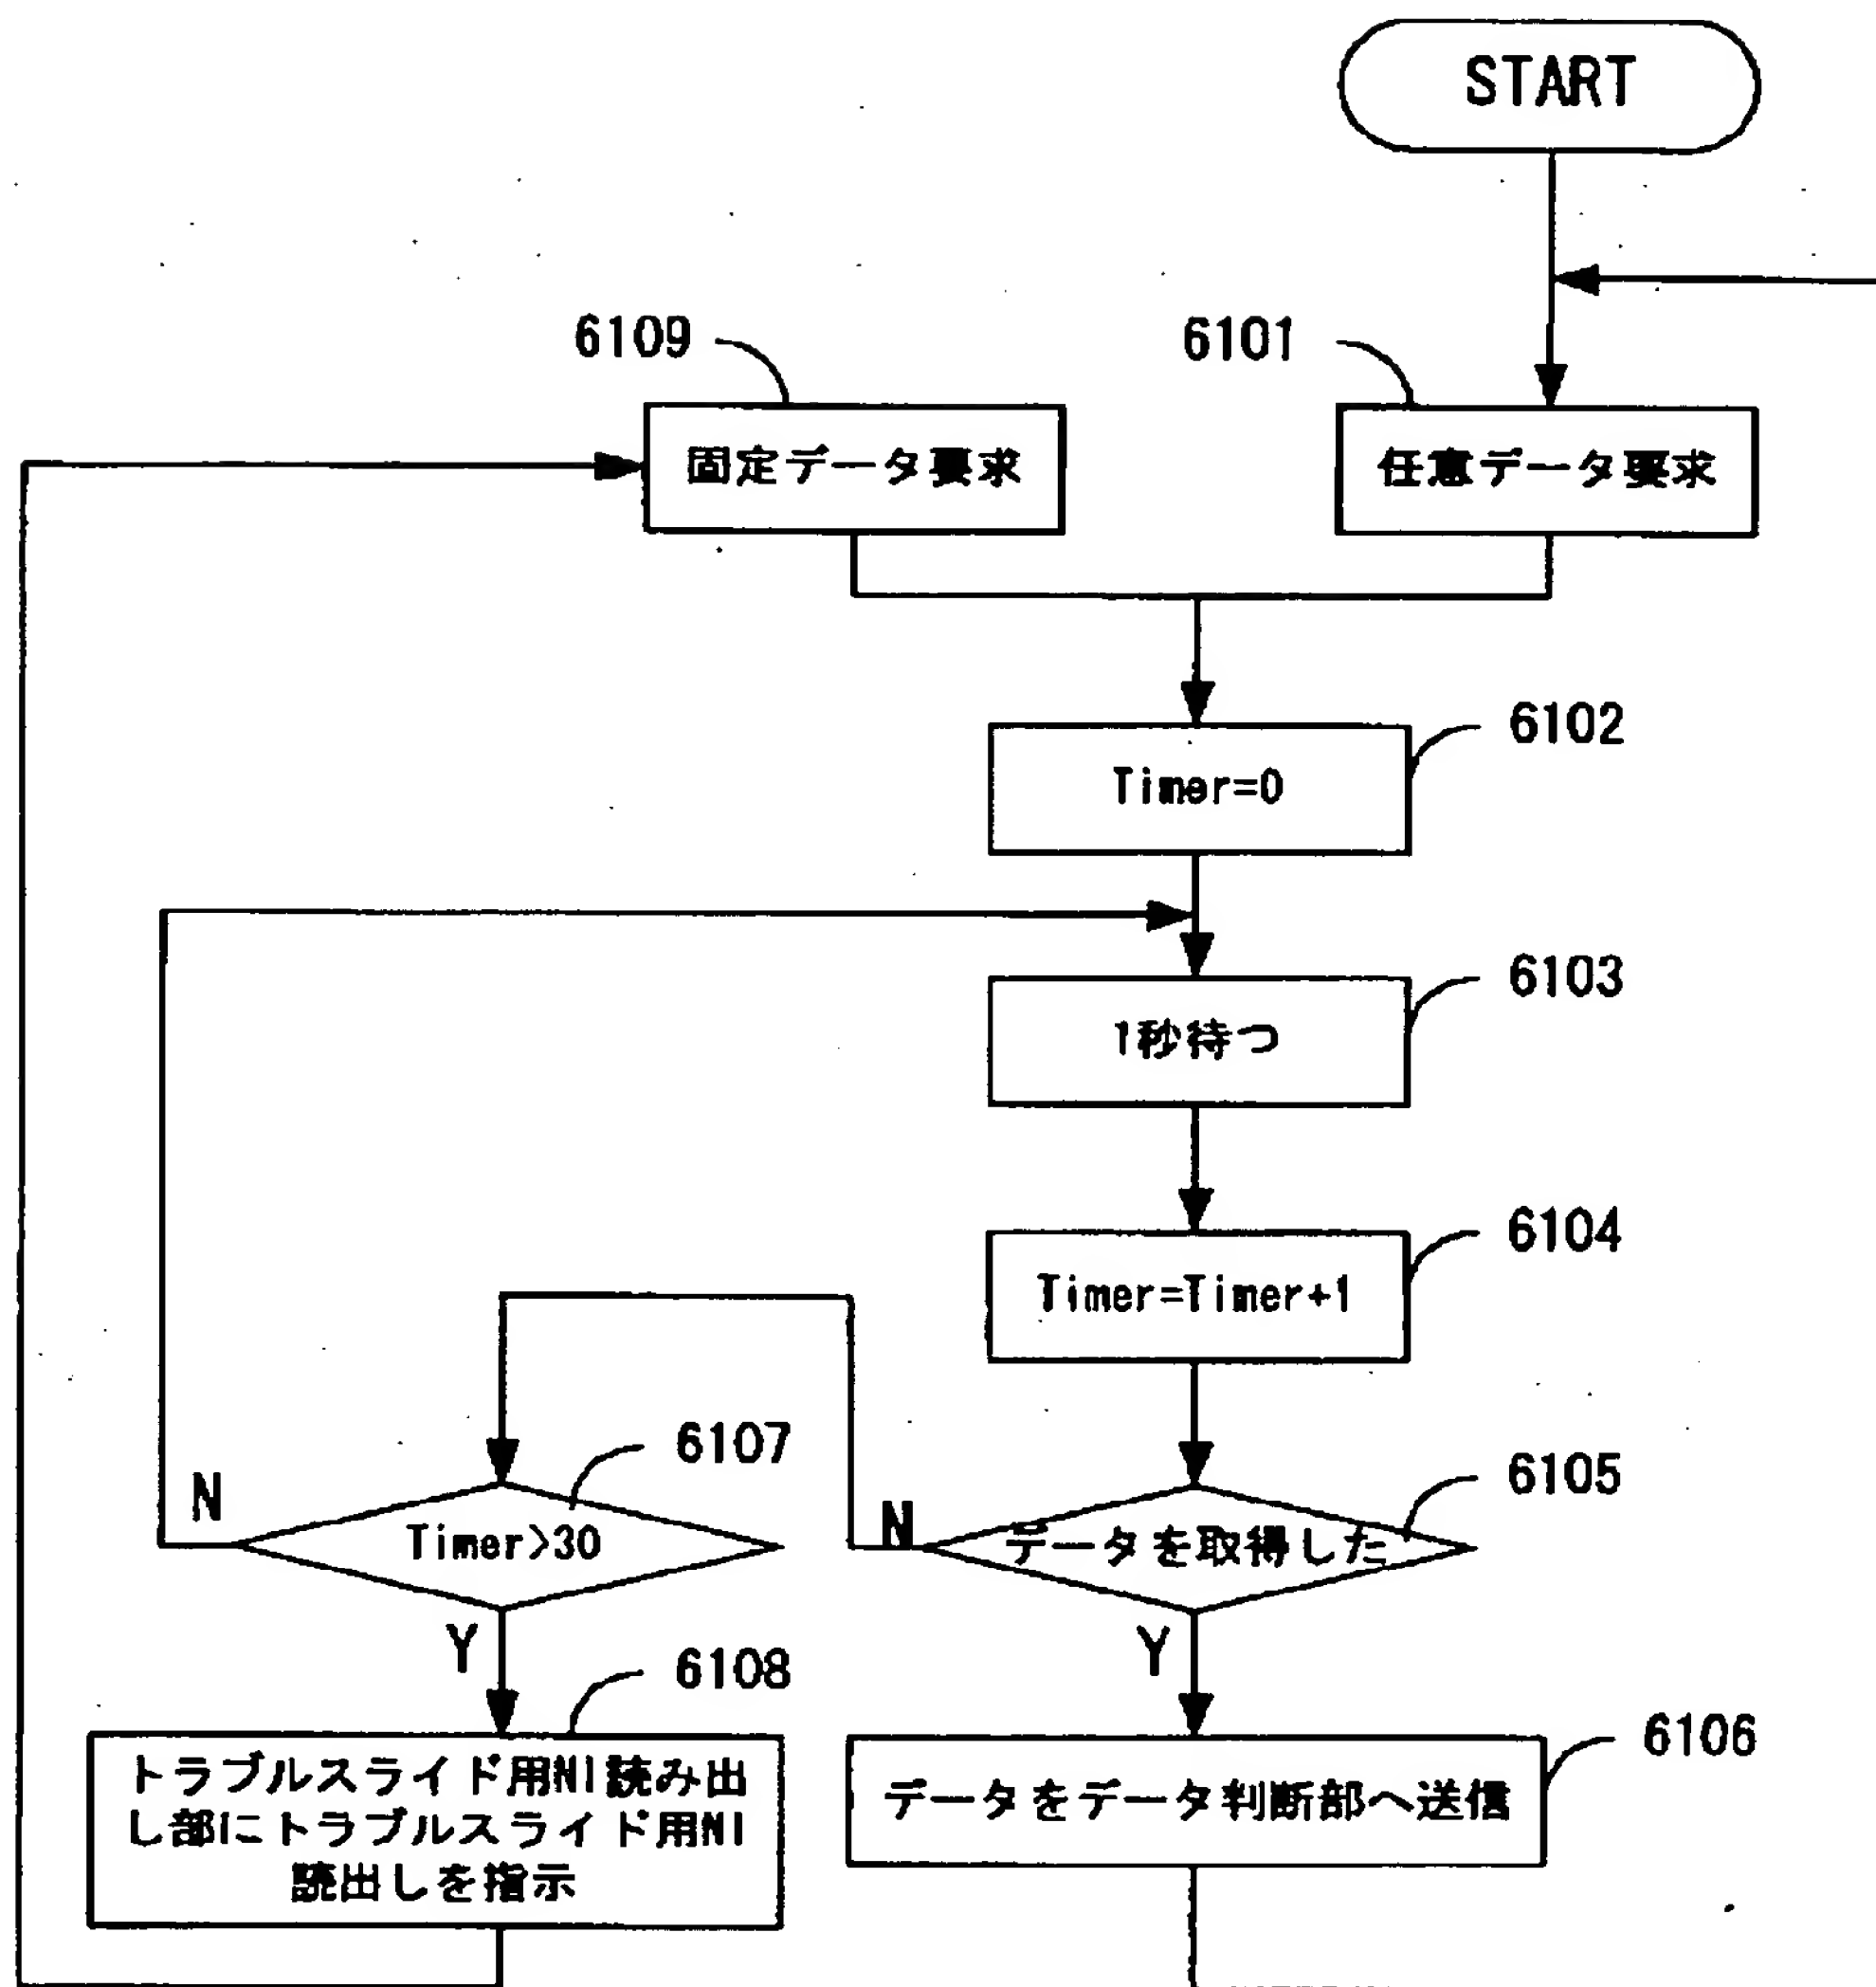 START
6109
6101
固定データ要求
任意データ要求
6102
Timer=0
6103
1秒待つ
6104
Timer=Timer+1
6107
6105
N
Timer>30
N
データを取得した
Y
Y
6108
6106
トラブルスライド用NI読み出
し部にトラブルスライド用NI
読出しを指示
データをデータ判断部へ送信